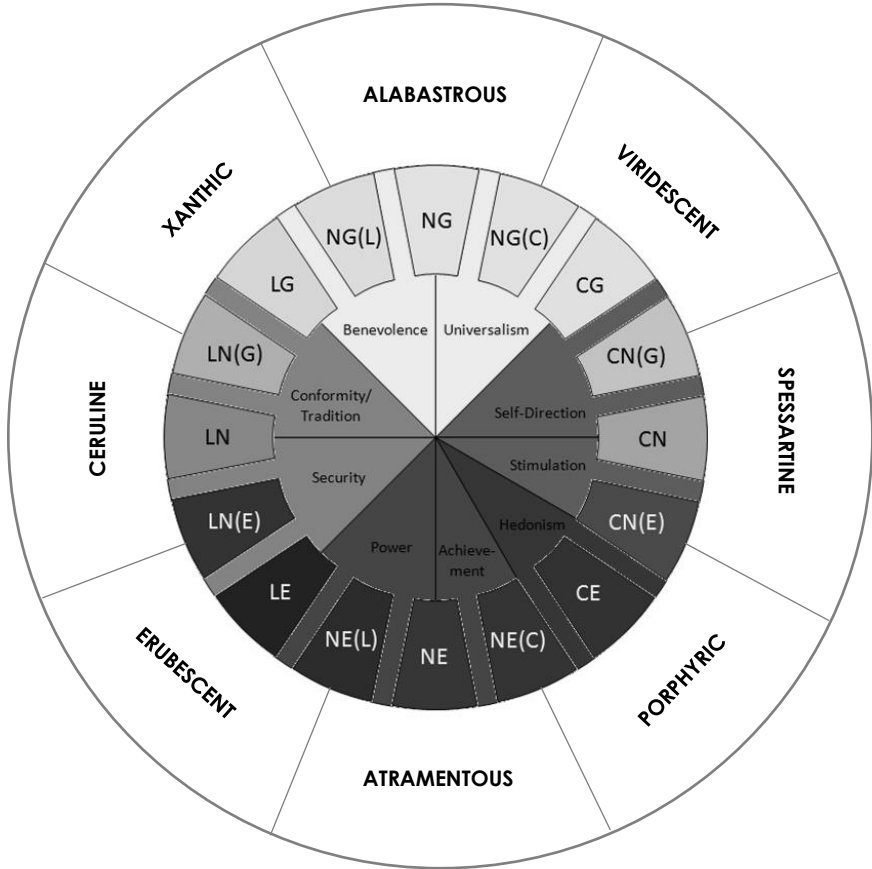 ALABASTROUS
XANTHIC
VIRIDESCENT
NG(L)
NG
NG(C)
LG
CG
Benevolence
Universalism
LN(G)
CN(G)
Conformity/
Tradition
Self-Direction
CERULINE
LN
CN
SPESSARTINE
Stimulation
Security
LN(E)
Hedonism
CN(E)
Power
Achieve-
ment
LE
CE
NE(L)
NE
NE(C)
ERUBESCENT
PORPHYRIC
ATRAMENTOUS